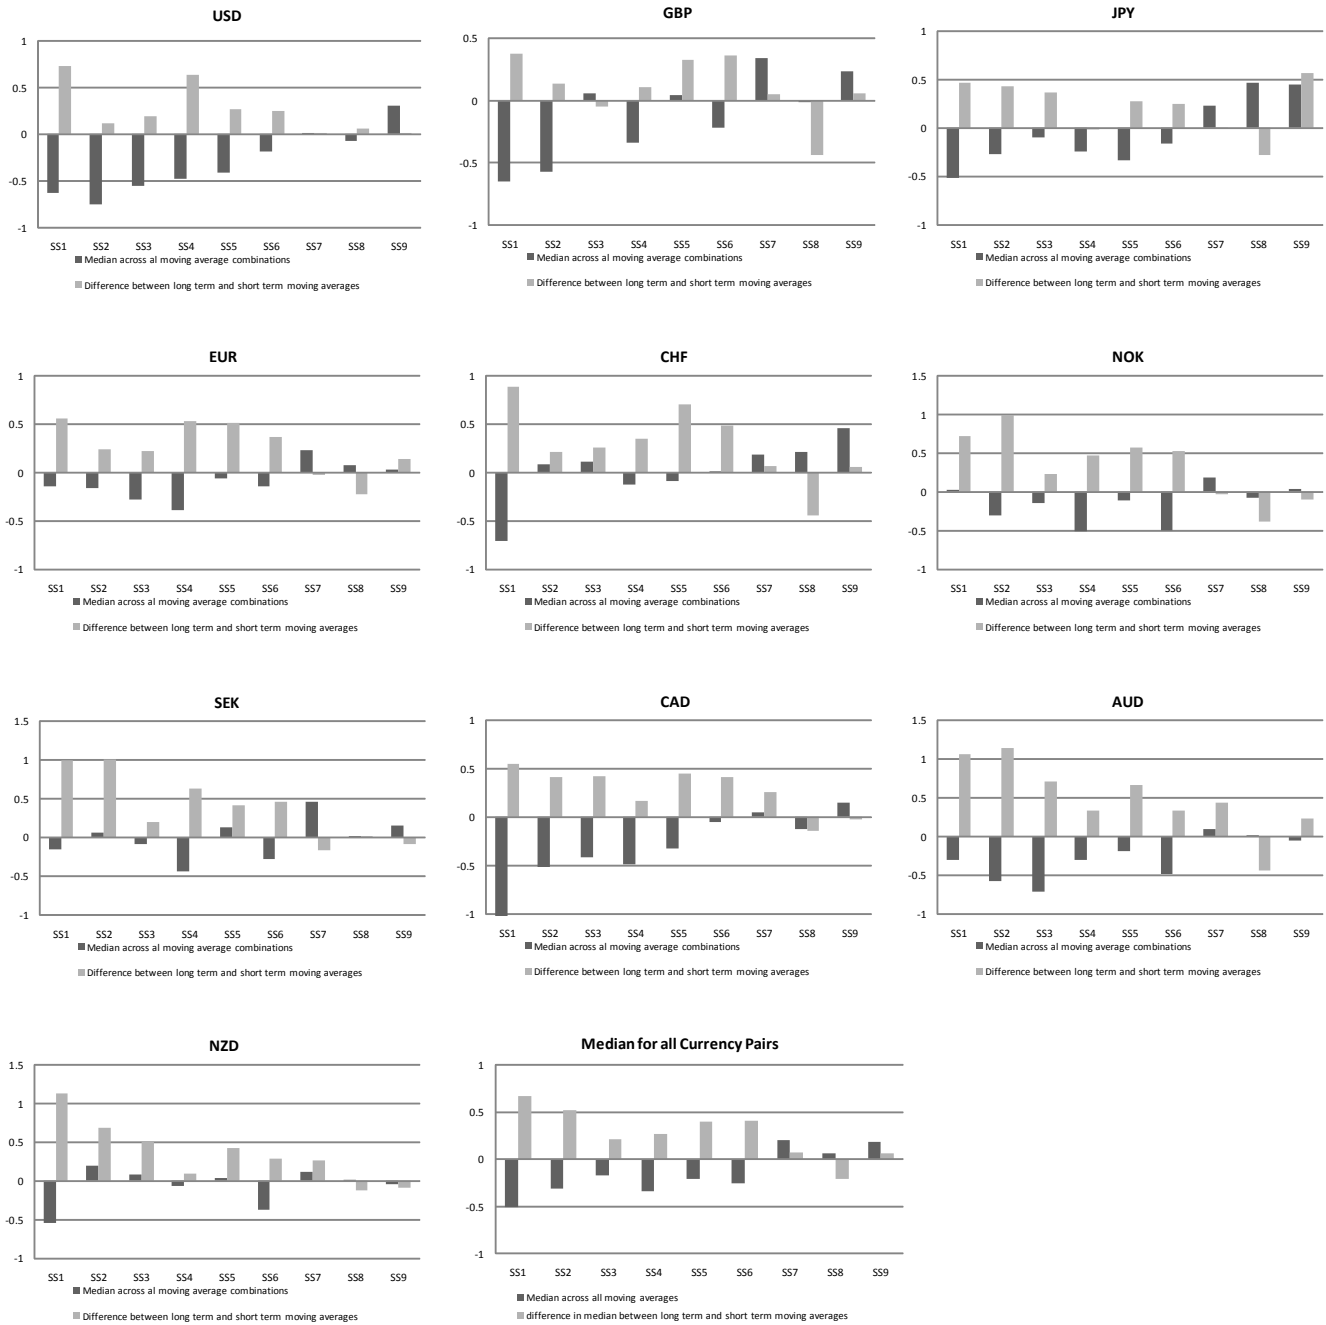 USD
1
0.5
0
-0.5
-1
SS1 SS2 SS3 SS4 SS5 SS6 SS7 SS8 SS9
Median across al moving average combinations
Difference between long term and short term moving averages
GBP
0.5
0
-0.5
-1
SS1 SS2 SS3 SS4 SS5 SS6 SS7 SS8 SS9
Median across al moving average combinations
Difference between long term and short term moving averages
JPY
1
0.5
0
-0.5
-1
SS1 SS2 SS3 SS4 SS5 SS6 SS7 SS8 SS9
Median across al moving average combinations
Difference between long term and short term moving averages
EUR
1
0.5
0
-0.5
-1
SS1 SS2 SS3 SS4 SS5 SS6 SS7 SS8 SS9
Median across al moving average combinations
Difference between long term and short term moving averages
CHF
1
0.5
0
-0.5
-1
SS1 SS2 SS3 SS4 SS5 SS6 SS7 SS8 SS9
Median across al moving average combinations
Difference between long term and short term moving averages
NOK
1.5
1
0.5
0
-0.5
-1
SS1 SS2 SS3 SS4 SS5 SS6 SS7 SS8 SS9
Median across al moving average combinations
Difference between long term and short term moving averages
SEK
1.5
1
0.5
0
-0.5
-1
SS1 SS2 SS3 SS4 SS5 SS6 SS7 SS8 SS9
Median across al moving average combinations
Difference between long term and short term moving averages
CAD
1
0.5
0
-0.5
-1
SS1 SS2 SS3 SS4 SS5 SS6 SS7 SS8 SS9
Median across al moving average combinations
Difference between long term and short term moving averages
AUD
1.5
1
0.5
0
-0.5
-1
SS1 SS2 SS3 SS4 SS5 SS6 SS7 SS8 SS9
Median across al moving average combinations
Difference between long term and short term moving averages
NZD
1.5
1
0.5
0
-0.5
-1
SS1 SS2 SS3 SS4 SS5 SS6 SS7 SS8 SS9
Median across al moving average combinations
Difference between long term and short term moving averages
Median for all Currency Pairs
1
0.5
0
-0.5
-1
SS1 SS2 SS3 SS4 SS5 SS6 SS7 SS8 SS9
Median across all moving averages
difference in median between long term and short term moving averages